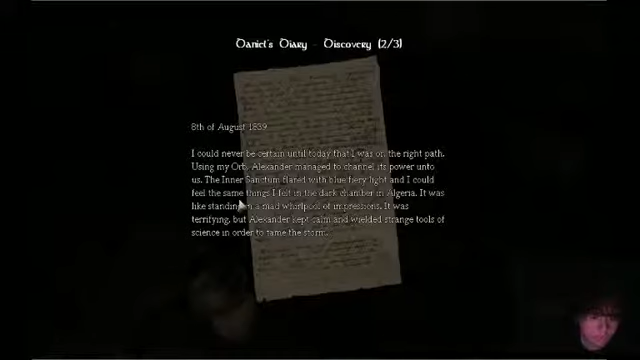 Daniel's Diary - Discovery (2/3)
8th of August 1839
I could never be certain until today that I was on the right path.
Using my Orb, Alexander managed to channel its power unto
us. The Inner Sanctum flared with blue fiery light and I could
feel the same things I felt in the dark chamber in Algeria. It was
like standing in a mad whirlpool of impressions. It was
terrifying, but Alexander kept calm and wielded strange tools of
science in order to tame the storm.